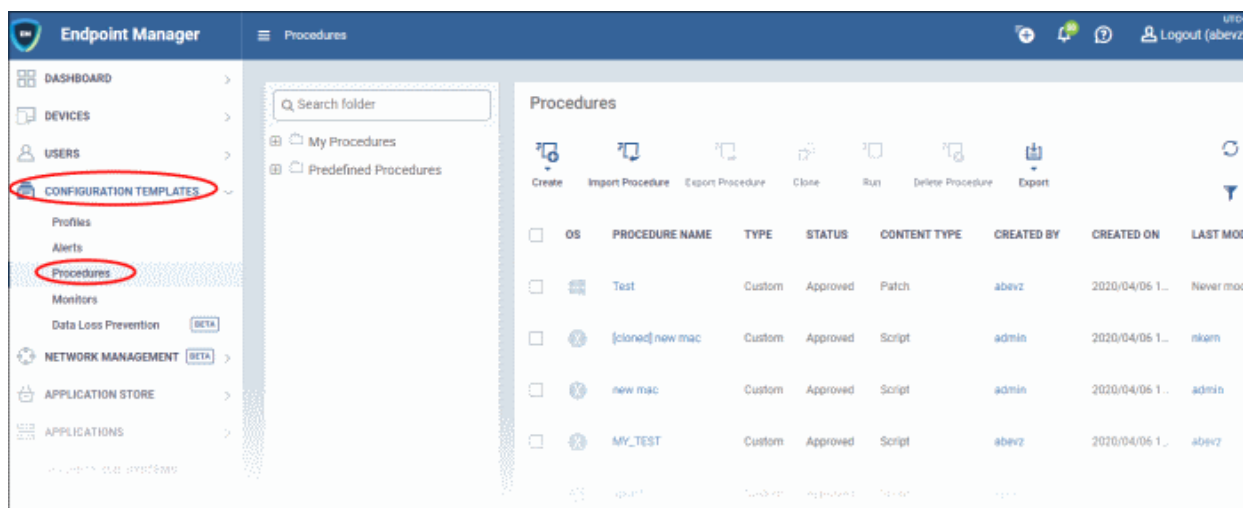 EM Endpoint Manager Procedures Logout (abevz
DASHBOARD
DEVICES
USERS
CONFIGURATION TEMPLATES
Profiles
Alerts
Procedures
Monitors
Data Loss Prevention BETA
NETWORK MANAGEMENT BETA
APPLICATION STORE
APPLICATIONS
Search folder
My Procedures
Predefined Procedures
Procedures
Create Import Procedure Export Procedure Clone Run Delete Procedure Export
OS PROCEDURE NAME TYPE STATUS CONTENT TYPE CREATED BY CREATED ON LAST MOD
Test Custom Approved Patch abevz 2020/04/06 1... Never mod
[cloned] new mac Custom Approved Script admin 2020/04/06 1... nkern
new mac Custom Approved Script admin 2020/04/06 1... admin
MY_TEST Custom Approved Script abevz 2020/04/06 1... abevz